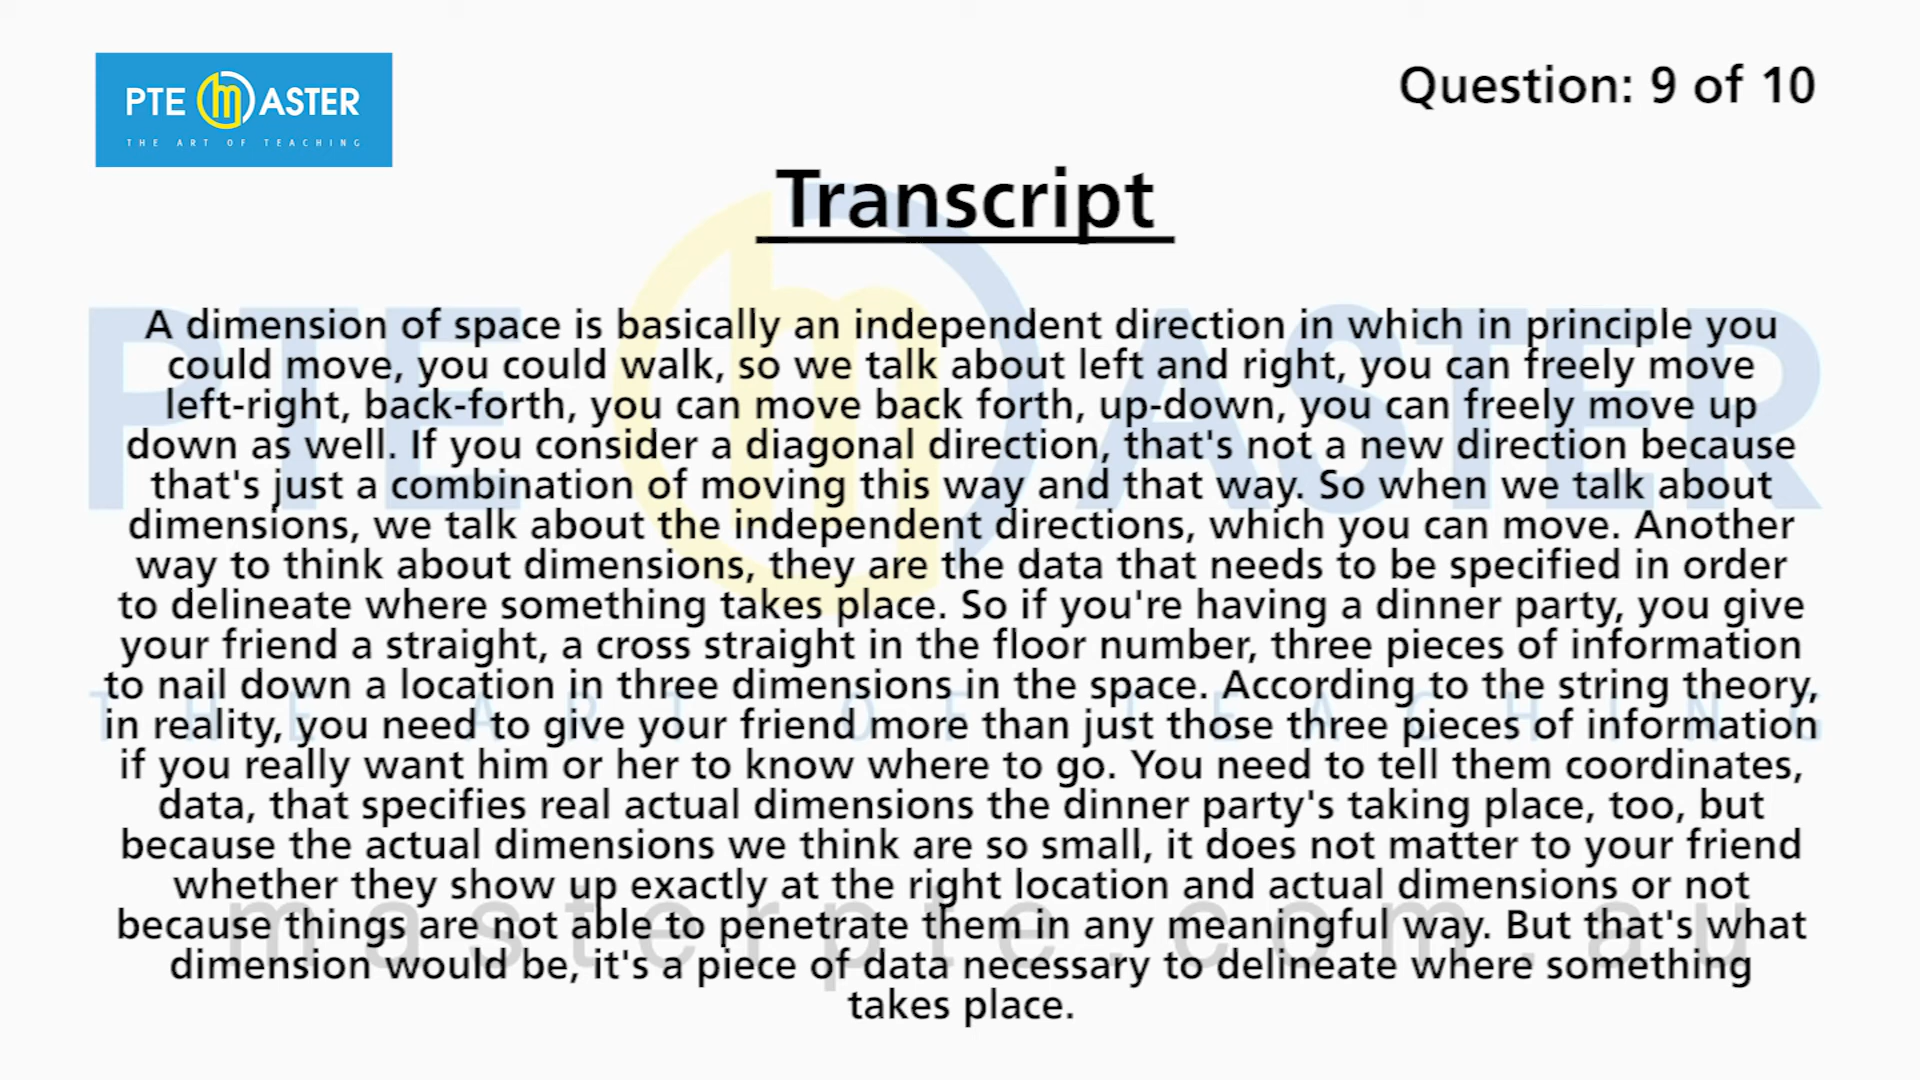 PTE MASTER
THE ART OF TEACHING
Question: 9 of 10
Transcript
A dimension of space is basically an independent direction in which in principle you
could move, you could walk, so we talk about left and right, you can freely move
left-right, back-forth, you can move back forth, up-down, you can freely move up
down as well. If you consider a diagonal direction, that's not a new direction because
that's just a combination of moving this way and that way. So when we talk about
dimensions, we talk about the independent directions, which you can move. Another
way to think about dimensions, they are the data that needs to be specified in order
to delineate where something takes place. So if you're having a dinner party, you give
your friend a straight, a cross straight in the floor number, three pieces of information
to nail down a location in three dimensions in the space. According to the string theory,
in reality, you need to give your friend more than just those three pieces of information
if you really want him or her to know where to go. You need to tell them coordinates,
data, that specifies real actual dimensions the dinner party's taking place, too, but
because the actual dimensions we think are so small, it does not matter to your friend
whether they show up exactly at the right location and actual dimensions or not
because things are not able to penetrate them in any meaningful way. But that's what
dimension would be, it's a piece of data necessary to delineate where something
takes place.
PTE MASTER
THE ART OF TEACHING
masterpte.com.au